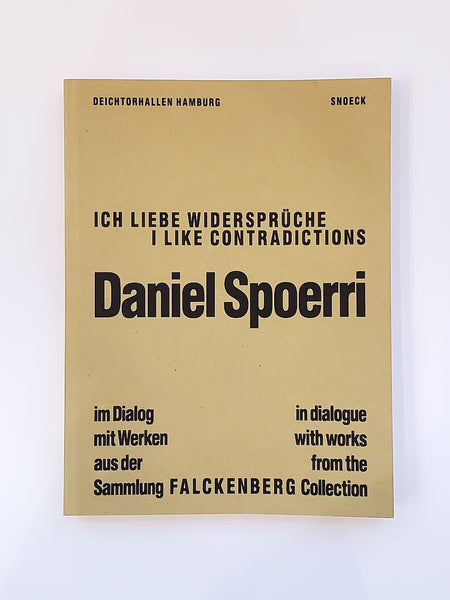 DEICHTORHALLEN HAMBURG SNOECK
ICH LIEBE WIDERSPRÜCHE
I LIKE CONTRADICTIONS
Daniel Spoerri
im Dialog in dialogue
mit Werken with works
aus der from the
Sammlung FALCKENBERG Collection